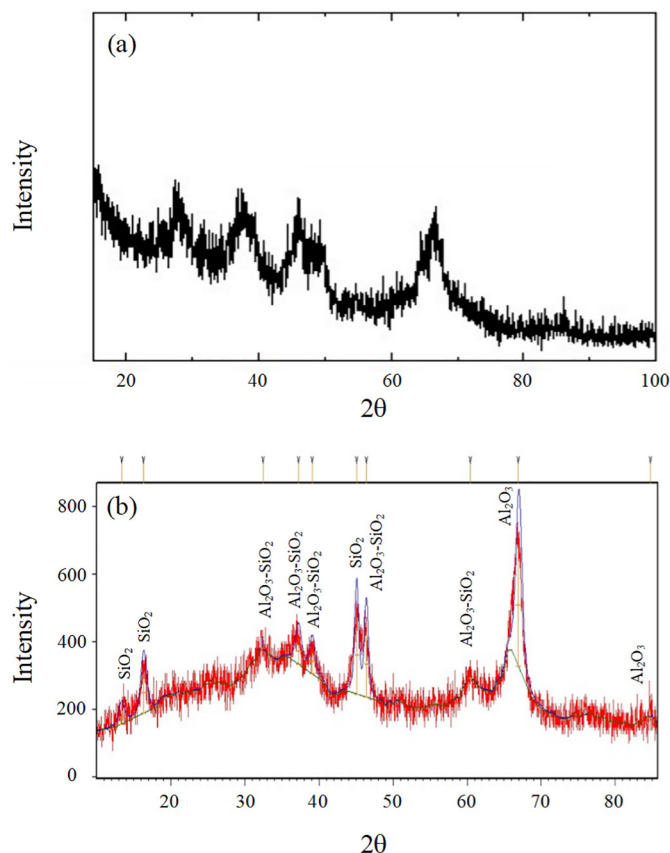 (a)
Intensity
20 40 60 80 100
2θ
(b)
800
600
400
200
0
Intensity
SiO₂
SiO₂
Al₂O₃-SiO₂
Al₂O₃-SiO₂
Al₂O₃-SiO₂
SiO₂
Al₂O₃-SiO₂
Al₂O₃-SiO₂
Al₂O₃
Al₂O₃
20 30 40 50 60 70 80
2θ